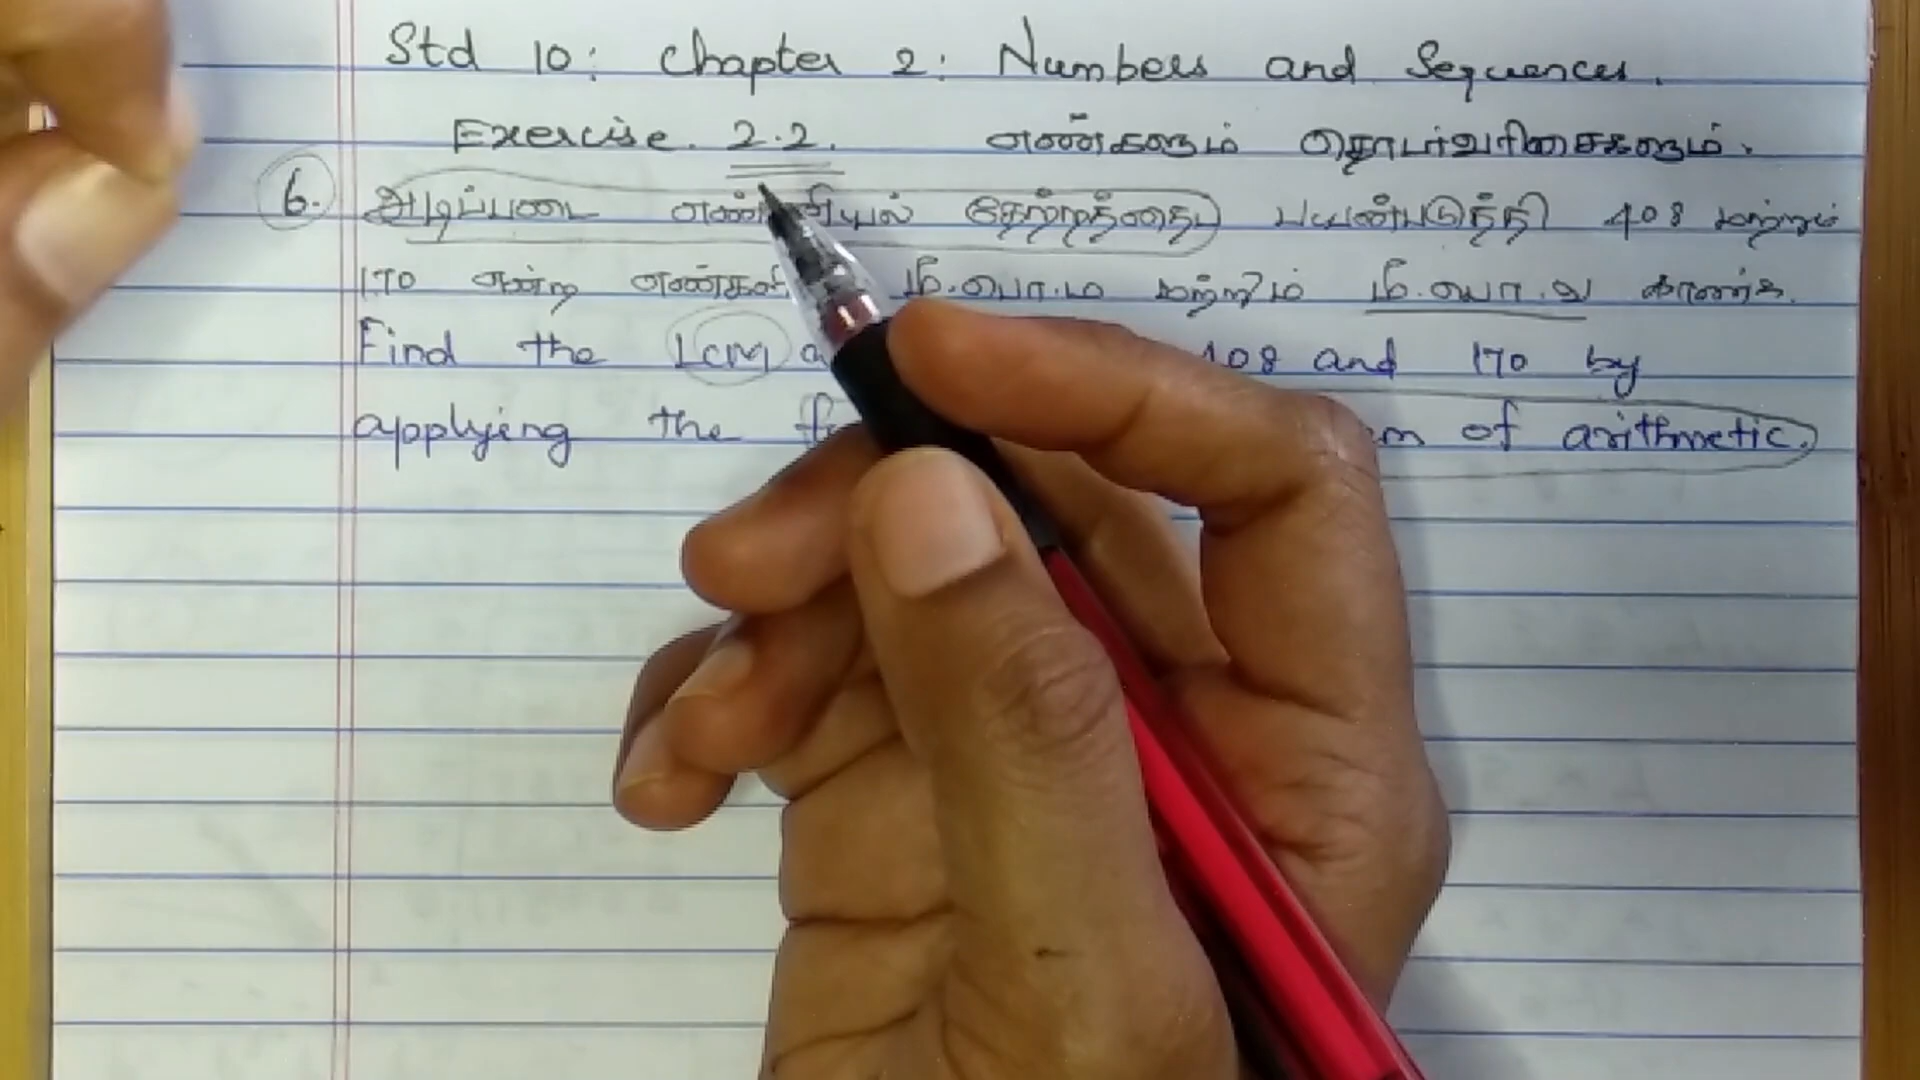 Std 10: Chapter 2: Numbers and Sequences.
Exercise. 2.2. எண்களும் தொடர்வரிசைகளும்.
6. அடிப்படை தேற்றத்தைப் பயன்படுத்தி 408 மற்றும்
170 என்ற மீ.பொ.ம மற்றும் மீ.பொ.வ காண்க.
Find the LCM 408 and 170 by
applying the of arithmetic.